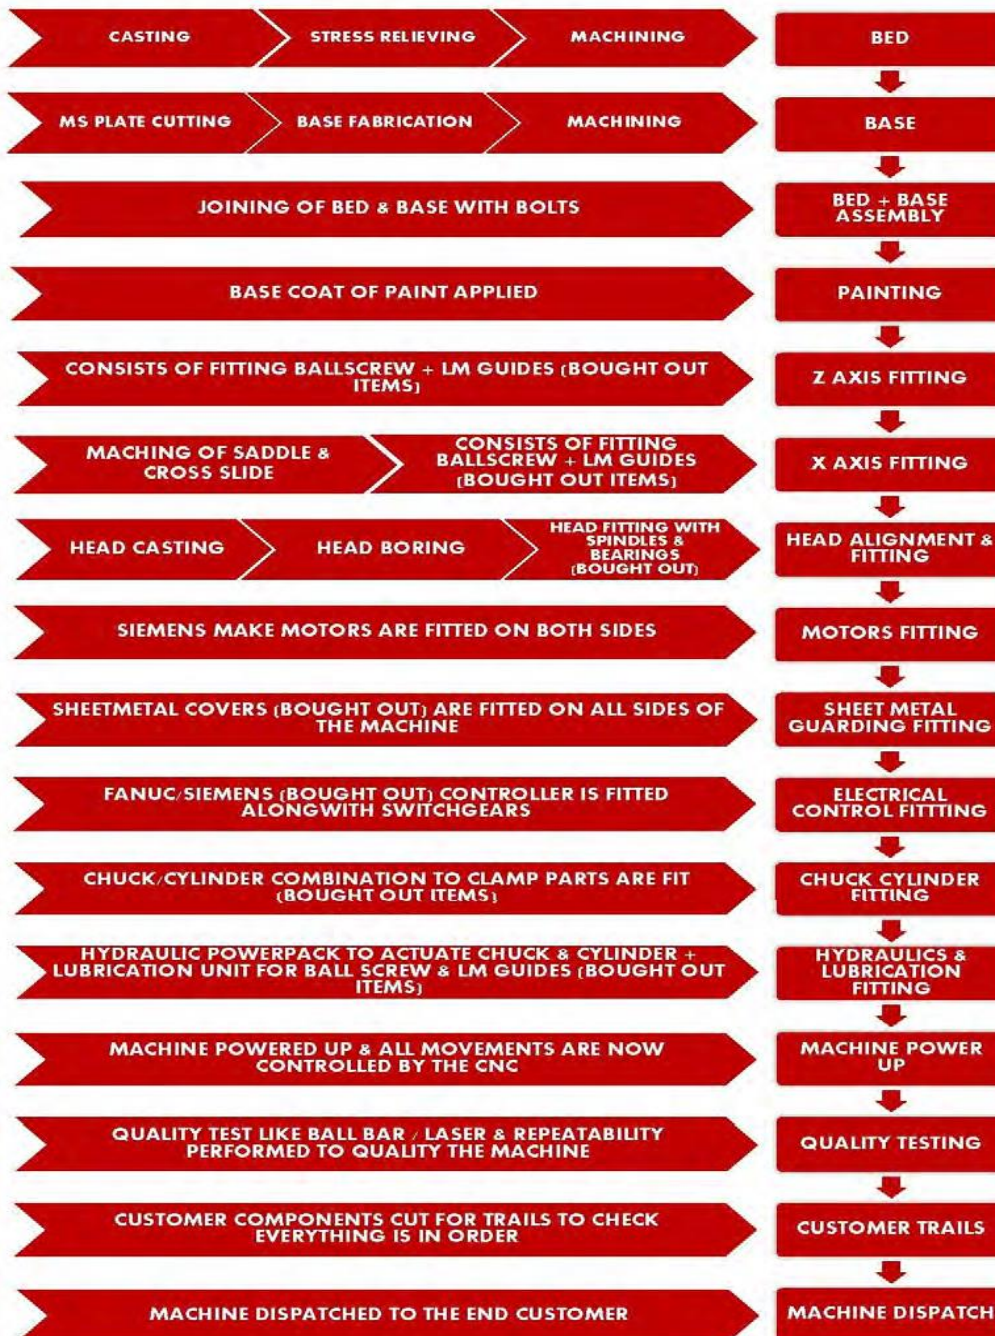 CASTING
STRESS RELIEVING
MACHINING
BED
MS PLATE CUTTING
BASE FABRICATION
MACHINING
BASE
JOINING OF BED & BASE WITH BOLTS
BED + BASE
ASSEMBLY
BASE COAT OF PAINT APPLIED
PAINTING
CONSISTS OF FITTING BALLSCREW + LM GUIDES (BOUGHT OUT
ITEMS)
Z AXIS FITTING
MACHING OF SADDLE &
CROSS SLIDE
CONSISTS OF FITTING
BALLSCREW + LM GUIDES
(BOUGHT OUT ITEMS)
X AXIS FITTING
HEAD CASTING
HEAD BORING
HEAD FITTING WITH
SPINDLES &
BEARINGS
(BOUGHT OUT)
HEAD ALIGNMENT &
FITTING
SIEMENS MAKE MOTORS ARE FITTED ON BOTH SIDES
MOTORS FITTING
SHEETMETAL COVERS (BOUGHT OUT) ARE FITTED ON ALL SIDES OF
THE MACHINE
SHEET METAL
GUARDING FITTING
FANUC/SIEMENS (BOUGHT OUT) CONTROLLER IS FITTED
ALONGWITH SWITCHGEARS
ELECTRICAL
CONTROL FITTTING
CHUCK/CYLINDER COMBINATION TO CLAMP PARTS ARE FIT
(BOUGHT OUT ITEMS)
CHUCK CYLINDER
FITTING
HYDRAULIC POWERPACK TO ACTUATE CHUCK & CYLINDER +
LUBRICATION UNIT FOR BALL SCREW & LM GUIDES (BOUGHT OUT
ITEMS)
HYDRAULICS &
LUBRICATION
FITTING
MACHINE POWERED UP & ALL MOVEMENTS ARE NOW
CONTROLLED BY THE CNC
MACHINE POWER
UP
QUALITY TEST LIKE BALL BAR / LASER & REPEATABILITY
PERFORMED TO QUALITY THE MACHINE
QUALITY TESTING
CUSTOMER COMPONENTS CUT FOR TRAILS TO CHECK
EVERYTHING IS IN ORDER
CUSTOMER TRAILS
MACHINE DISPATCHED TO THE END CUSTOMER
MACHINE DISPATCH